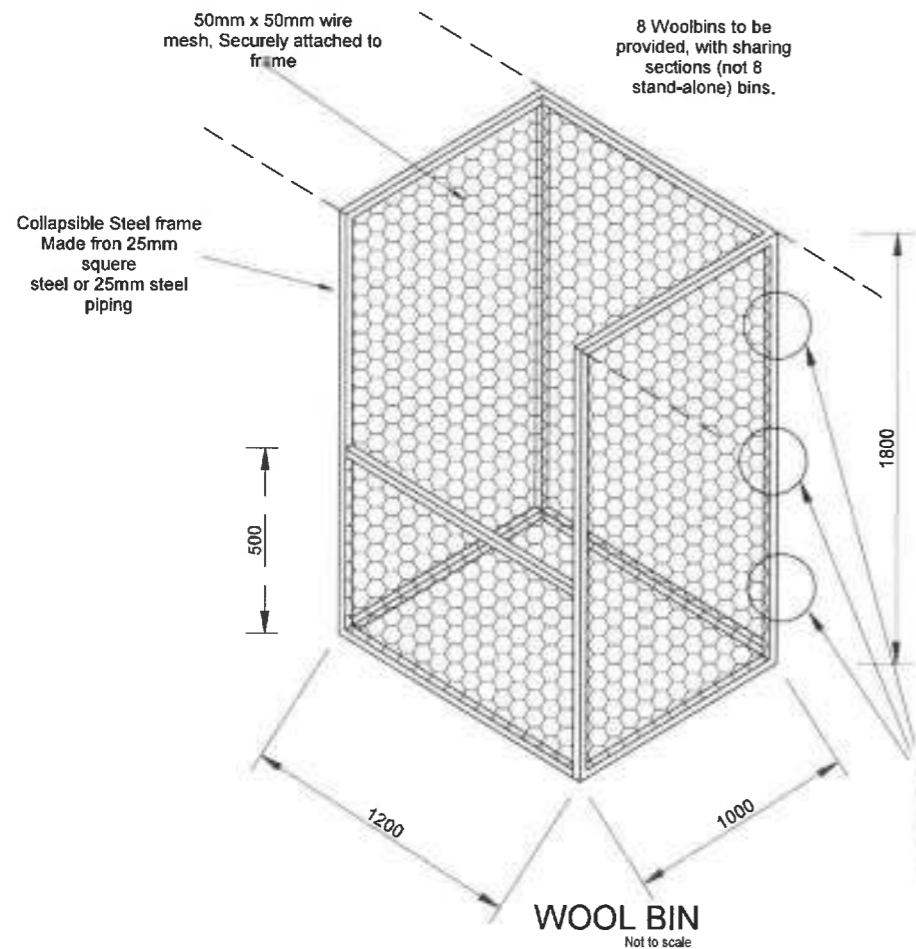 50mm x 50mm wire
mesh, Securely attached to
frame
8 Woolbins to be
provided, with sharing
sections (not 8
stand-alone) bins.
Collapsible Steel frame
Made fron 25mm
squere
steel or 25mm steel
piping
500
1800
1200
1000
WOOL BIN
Not to scale